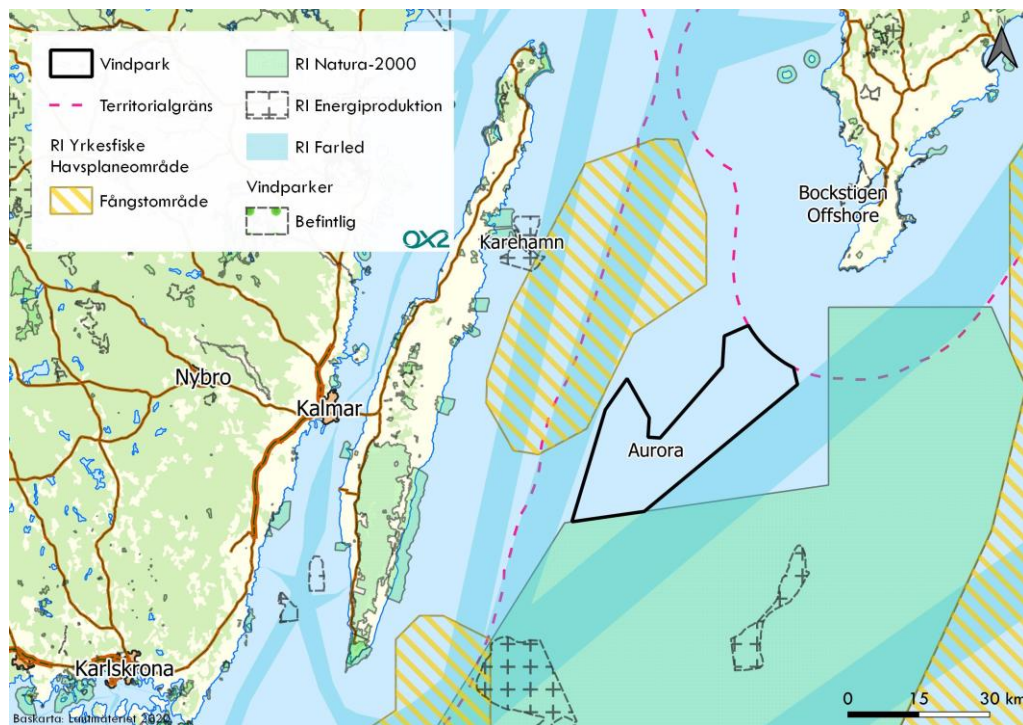 Vindpark
Territorialgräns
RI Yrkesfiske
Havsplaneområde
Fångstområde
RI Natura-2000
RI Energiproduktion
RI Farled
Vindparker
Befintlig
OX2
N
Karehamn
Bockstigen
Offshore
Nybro
Kalmar
Aurora
Karlskrona
0 15 30 km
Baskarta: Lantmäteriet 2020